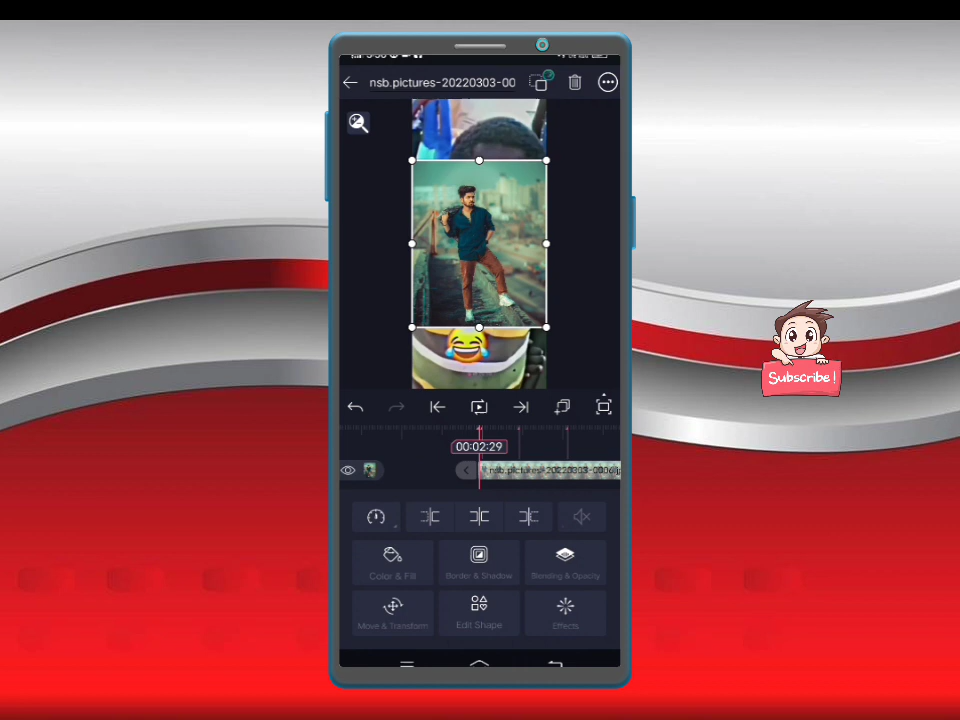 nsb.pictures-20220303-00
00:02:29
nsb.pictures-20220303-0006.jp
Color & Fill
Border & Shadow
Blending & Opacity
Move & Transform
Edit Shape
Effects
Subscribe!